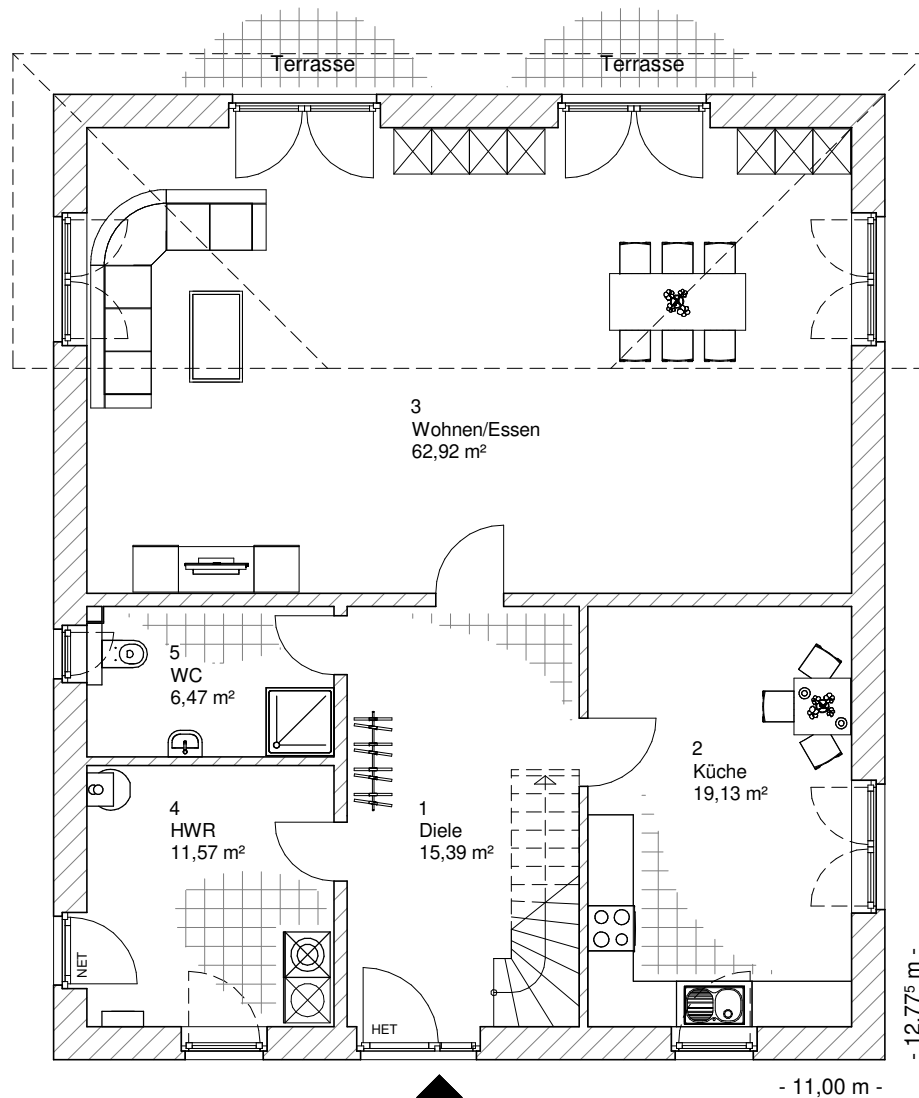 Terrasse
Terrasse
3
Wohnen/Essen
62,92 m²
5
WC
6,47 m²
2
Küche
19,13 m²
4
HWR
11,57 m²
1
Diele
15,39 m²
NET
HET
- 12,77⁵ m -
- 11,00 m -